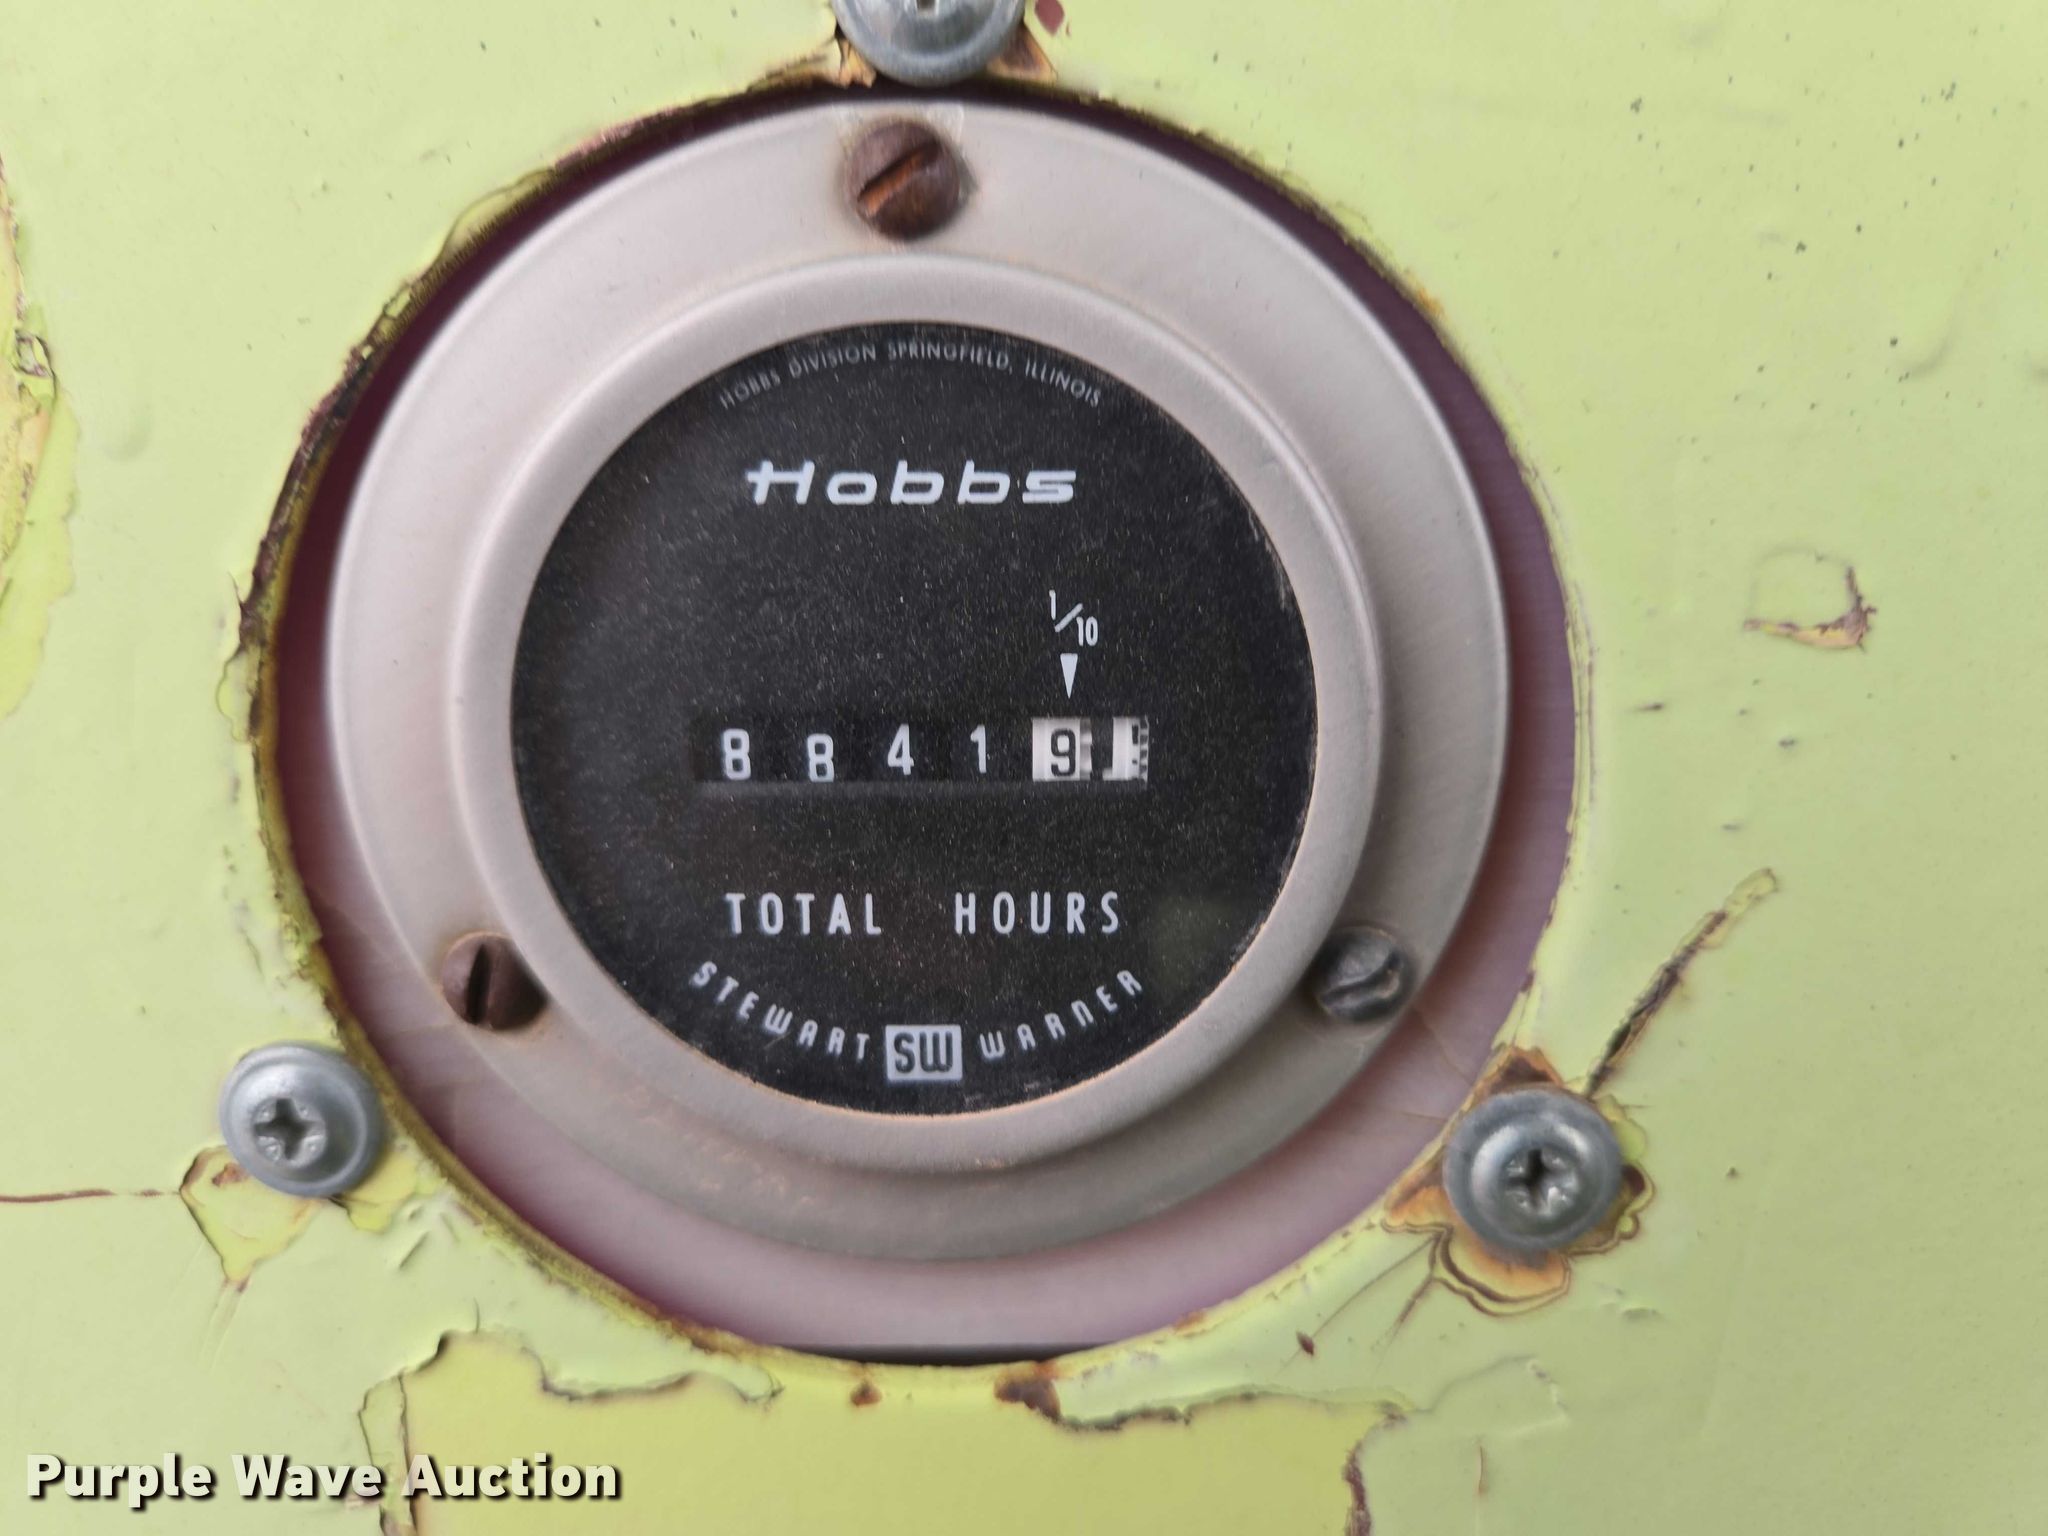 HOBBS DIVISION SPRINGFIELD, ILLINOIS
Hobbs
1/10
8 8 4 1 9
TOTAL HOURS
STEWART SW WARNER
Purple Wave Auction